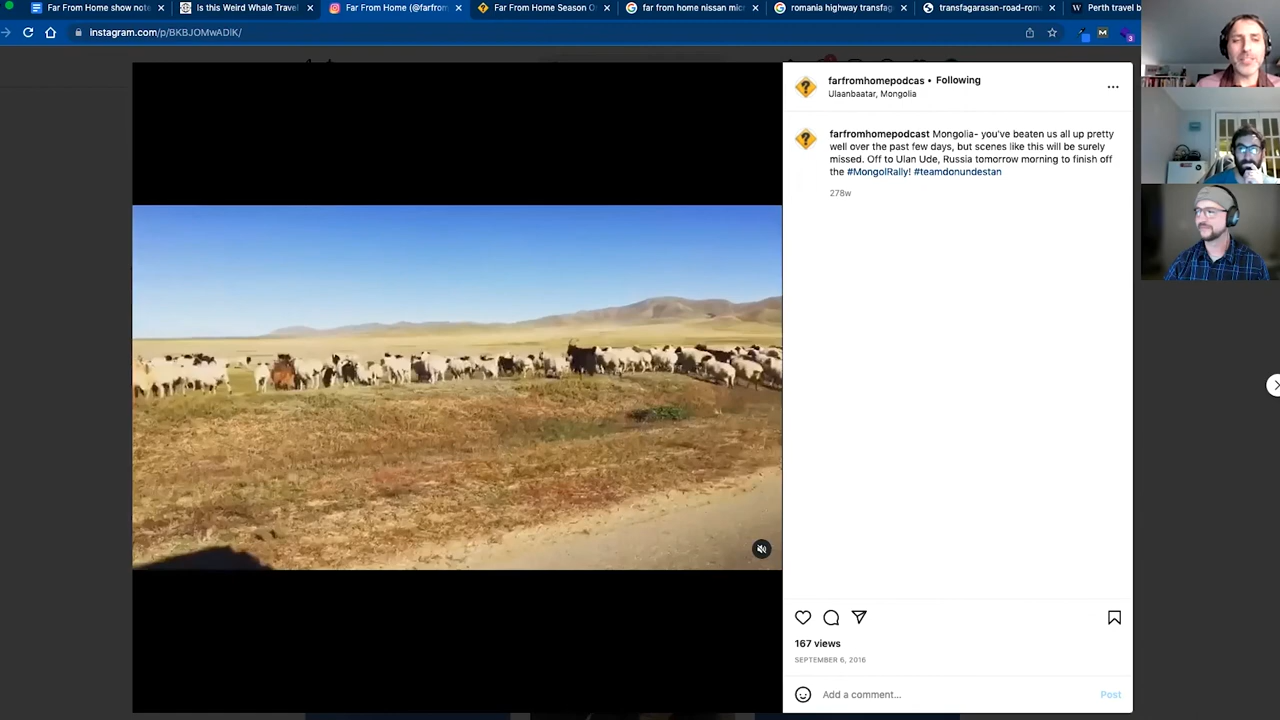 Far From Home show note
Is this Weird Whale Travel
Far From Home (@farfrom
Far From Home Season O
far from home nissan mic
romania highway transfag
transfagarasan-road-rom
Perth travel b
instagram.com/p/BKBJOMwADlK/
3
farfromhomepodcas • Following
Ulaanbaatar, Mongolia
farfromhomepodcast Mongolia- you've beaten us all up pretty
well over the past few days, but scenes like this will be surely
missed. Off to Ulan Ude, Russia tomorrow morning to finish off
the #MongolRally! #teamdonundestan
278w
167 views
SEPTEMBER 6, 2016
Add a comment...
Post